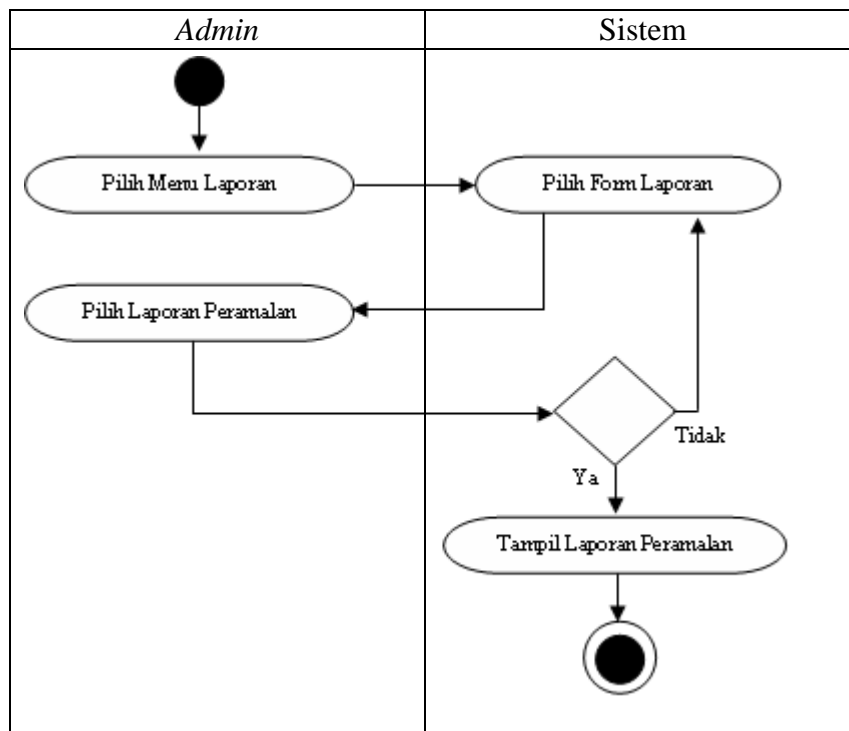 Admin
Sistem
Pilih Menu Laporan
Pilih Form Laporan
Pilih Laporan Peramalan
Tidak
Ya
Tampil Laporan Peramalan